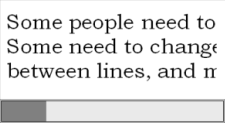 Some people need to
Some need to change
between lines, and m